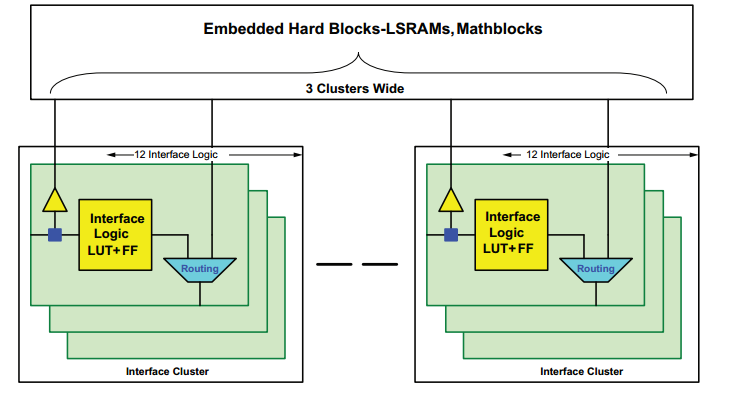 Embedded Hard Blocks-LSRAMs, Mathblocks
3 Clusters Wide
12 Interface Logic
Interface
Logic
LUT+FF
Routing
Interface Cluster
12 Interface Logic
Interface
Logic
LUT+FF
Routing
Interface Cluster